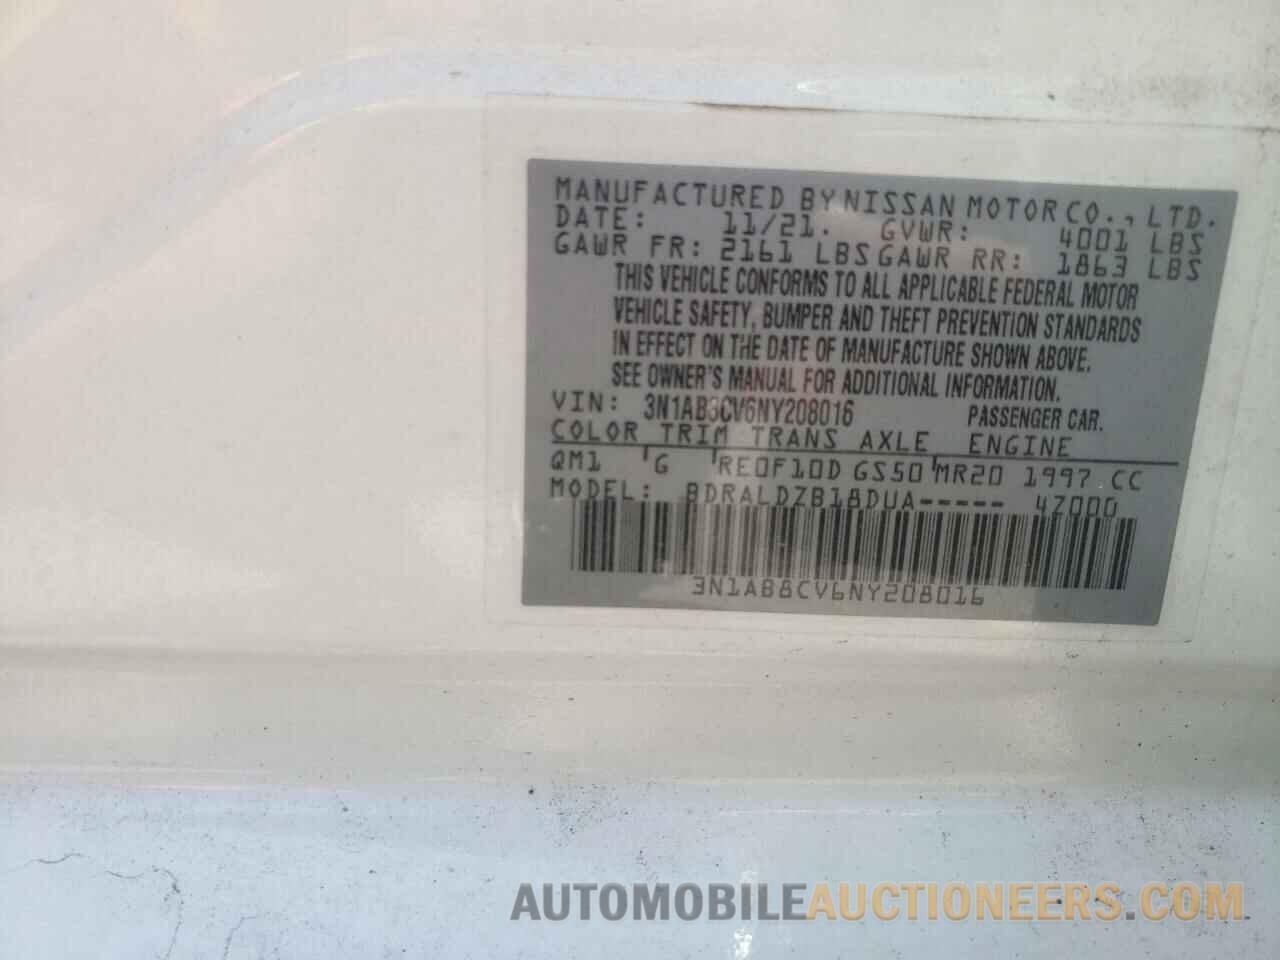 MANUFACTURED BY NISSAN MOTOR CO., LTD.
DATE: 11/21. GVWR: 4001 LBS
GAWR FR: 2161 LBS GAWR RR: 1863 LBS
THIS VEHICLE CONFORMS TO ALL APPLICABLE FEDERAL MOTOR
VEHICLE SAFETY, BUMPER AND THEFT PREVENTION STANDARDS
IN EFFECT ON THE DATE OF MANUFACTURE SHOWN ABOVE.
SEE OWNER'S MANUAL FOR ADDITIONAL INFORMATION.
VIN: 3N1AB8CV6NY208016 PASSENGER CAR.
COLOR TRIM TRANS AXLE ENGINE
QM1 G RE0F10D GS50 MR20 1997 CC
MODEL: BDRALDZB18DUA----- 47000
3N1AB8CV6NY208016
AUTOMOBILEAUCTIONEERS.COM